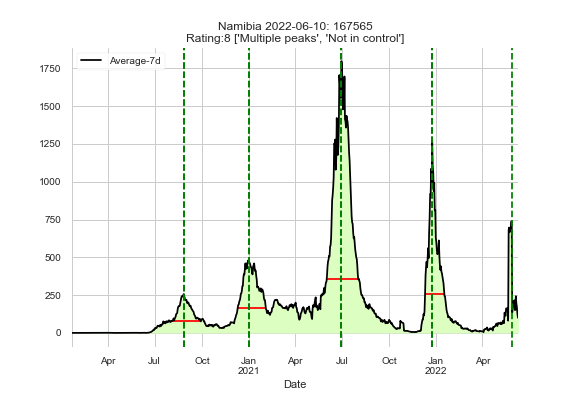 Namibia 2022-06-10: 167565
Rating:8 ['Multiple peaks', 'Not in control']
Average-7d
1750
1500
1250
1000
750
500
250
0
Apr Jul Oct Jan Apr Jul Oct Jan Apr
2021 2022
Date